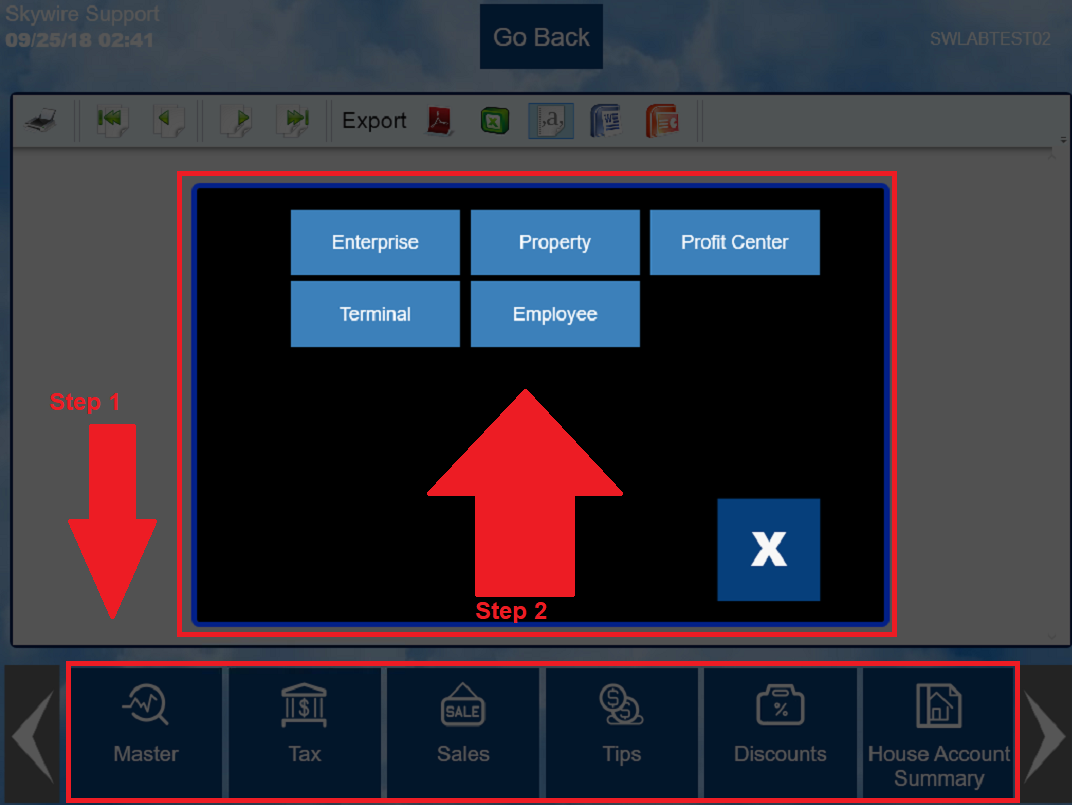 Skywire Support
09/25/18 02:41
Go Back
SWLABTEST02
Export
a,
Enterprise
Property
Profit Center
Terminal
Employee
Step 1
X
Step 2
SALE
Master
Tax
Sales
Tips
Discounts
House Account
Summary